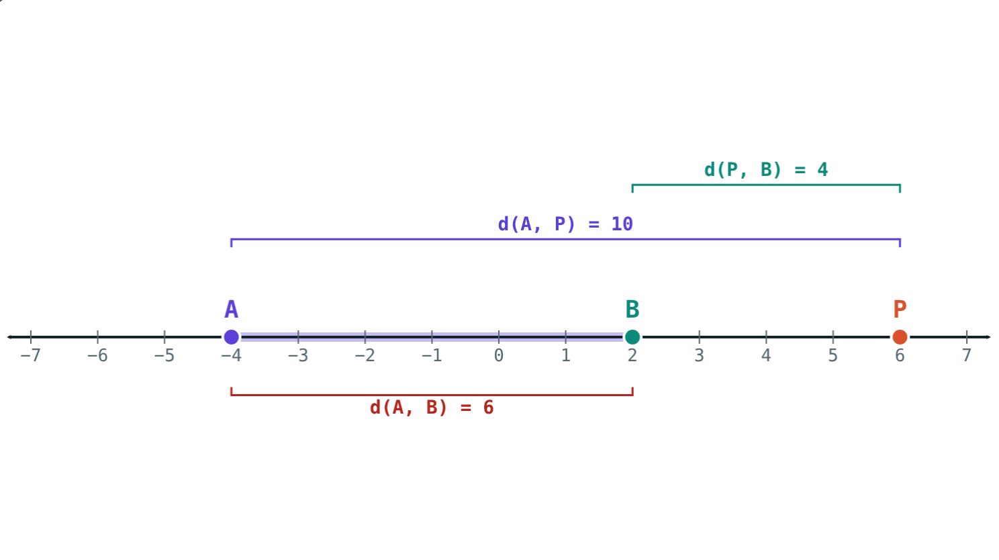 d(P, B) = 4
d(A, P) = 10
A B P
−7 −6 −5 −4 −3 −2 −1 0 1 2 3 4 5 6 7
d(A, B) = 6